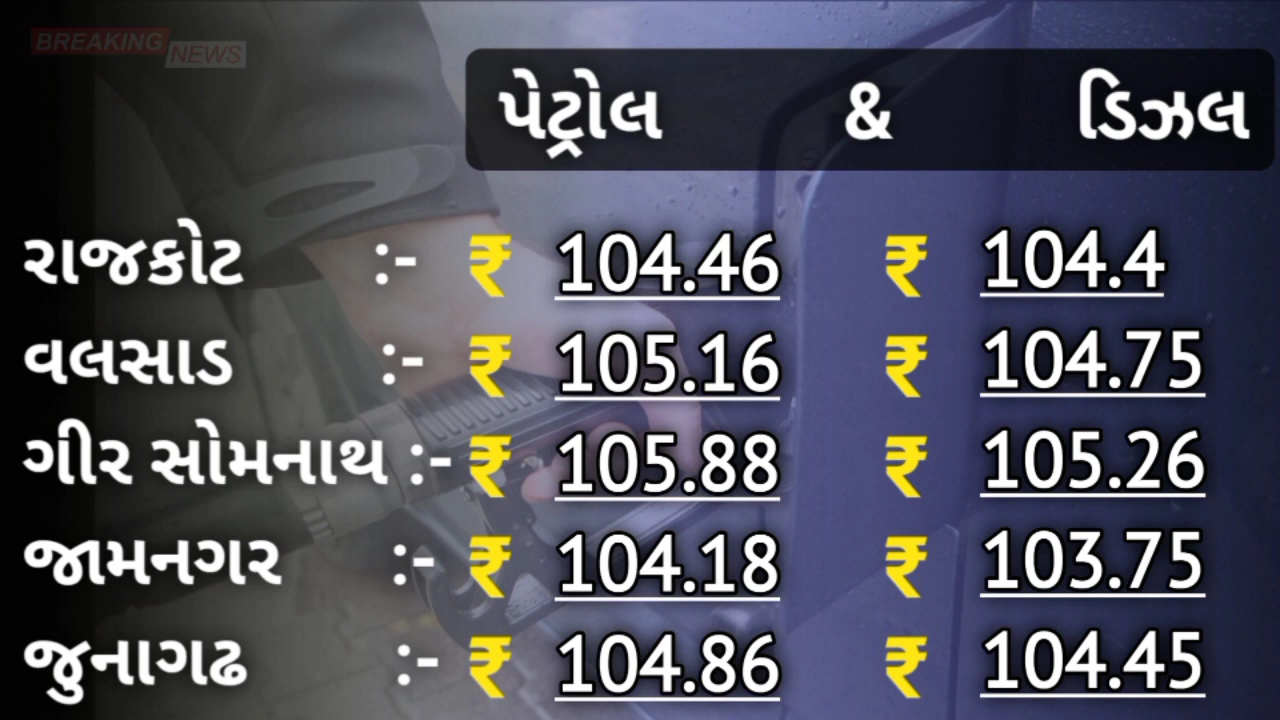 BREAKING NEWS
પેટ્રોલ & ડિઝલ
રાજકોટ :- ₹ 104.46 ₹ 104.4
વલસાડ :- ₹ 105.16 ₹ 104.75
ગીર સોમનાથ :- ₹ 105.88 ₹ 105.26
જામનગર :- ₹ 104.18 ₹ 103.75
જુનાગઢ :- ₹ 104.86 ₹ 104.45